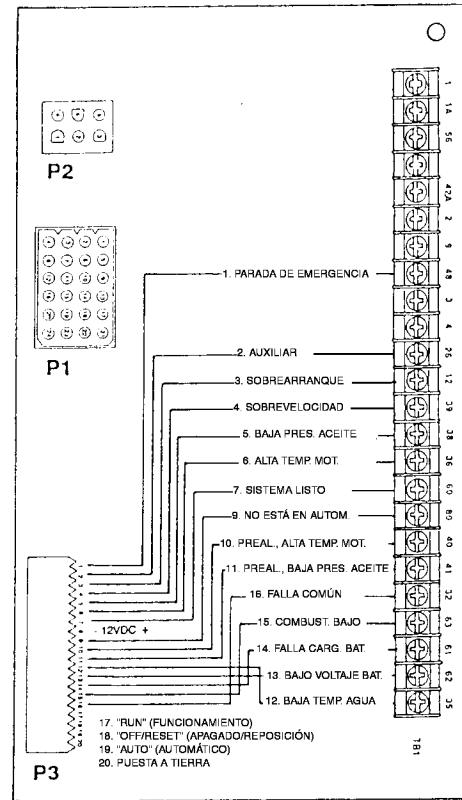 P2
P1
1. PARADA DE EMERGENCIA
2. AUXILIAR
3. SOBREARRANQUE
4. SOBREVELOCIDAD
5. BAJA PRES. ACEITE
6. ALTA TEMP. MOT.
7. SISTEMA LISTO
9. NO ESTÁ EN AUTOM.
10. PREAL., ALTA TEMP. MOT.
11. PREAL., BAJA PRES. ACEITE
16. FALLA COMÚN
- 12VDC +
15. COMBUST. BAJO
14. FALLA CARG. BAT.
13. BAJO VOLTAJE BAT.
12. BAJA TEMP. AGUA
17. "RUN" (FUNCIONAMIENTO)
18. "OFF/RESET" (APAGADO/REPOSICIÓN)
19. "AUTO" (AUTOMÁTICO)
20. PUESTA A TIERRA
P3
1
1A
56
42A
2
9
48
3
4
26
12
39
38
36
60
80
40
41
32
63
61
62
35
TB1